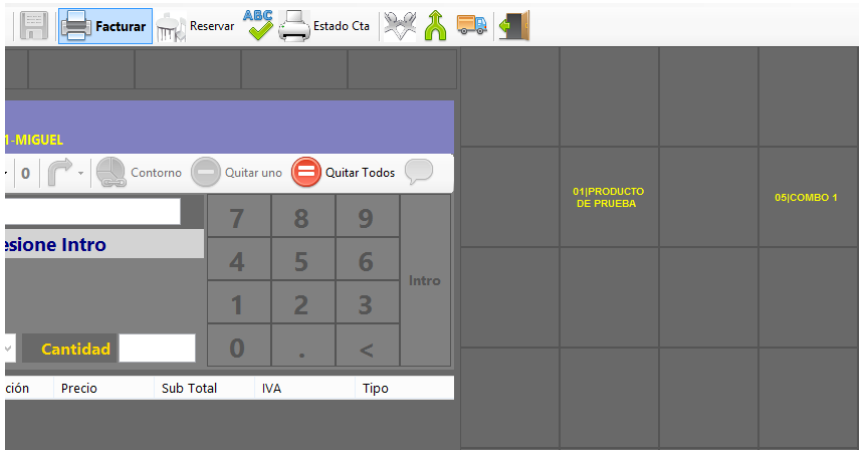 Facturar Reservar ABC Estado Cta
1-MIGUEL
0 Contorno Quitar uno Quitar Todos
esione Intro
7 8 9
4 5 6
Intro
1 2 3
0 . <
Cantidad
ción Precio Sub Total IVA Tipo
01|PRODUCTO
DE PRUEBA
05|COMBO 1